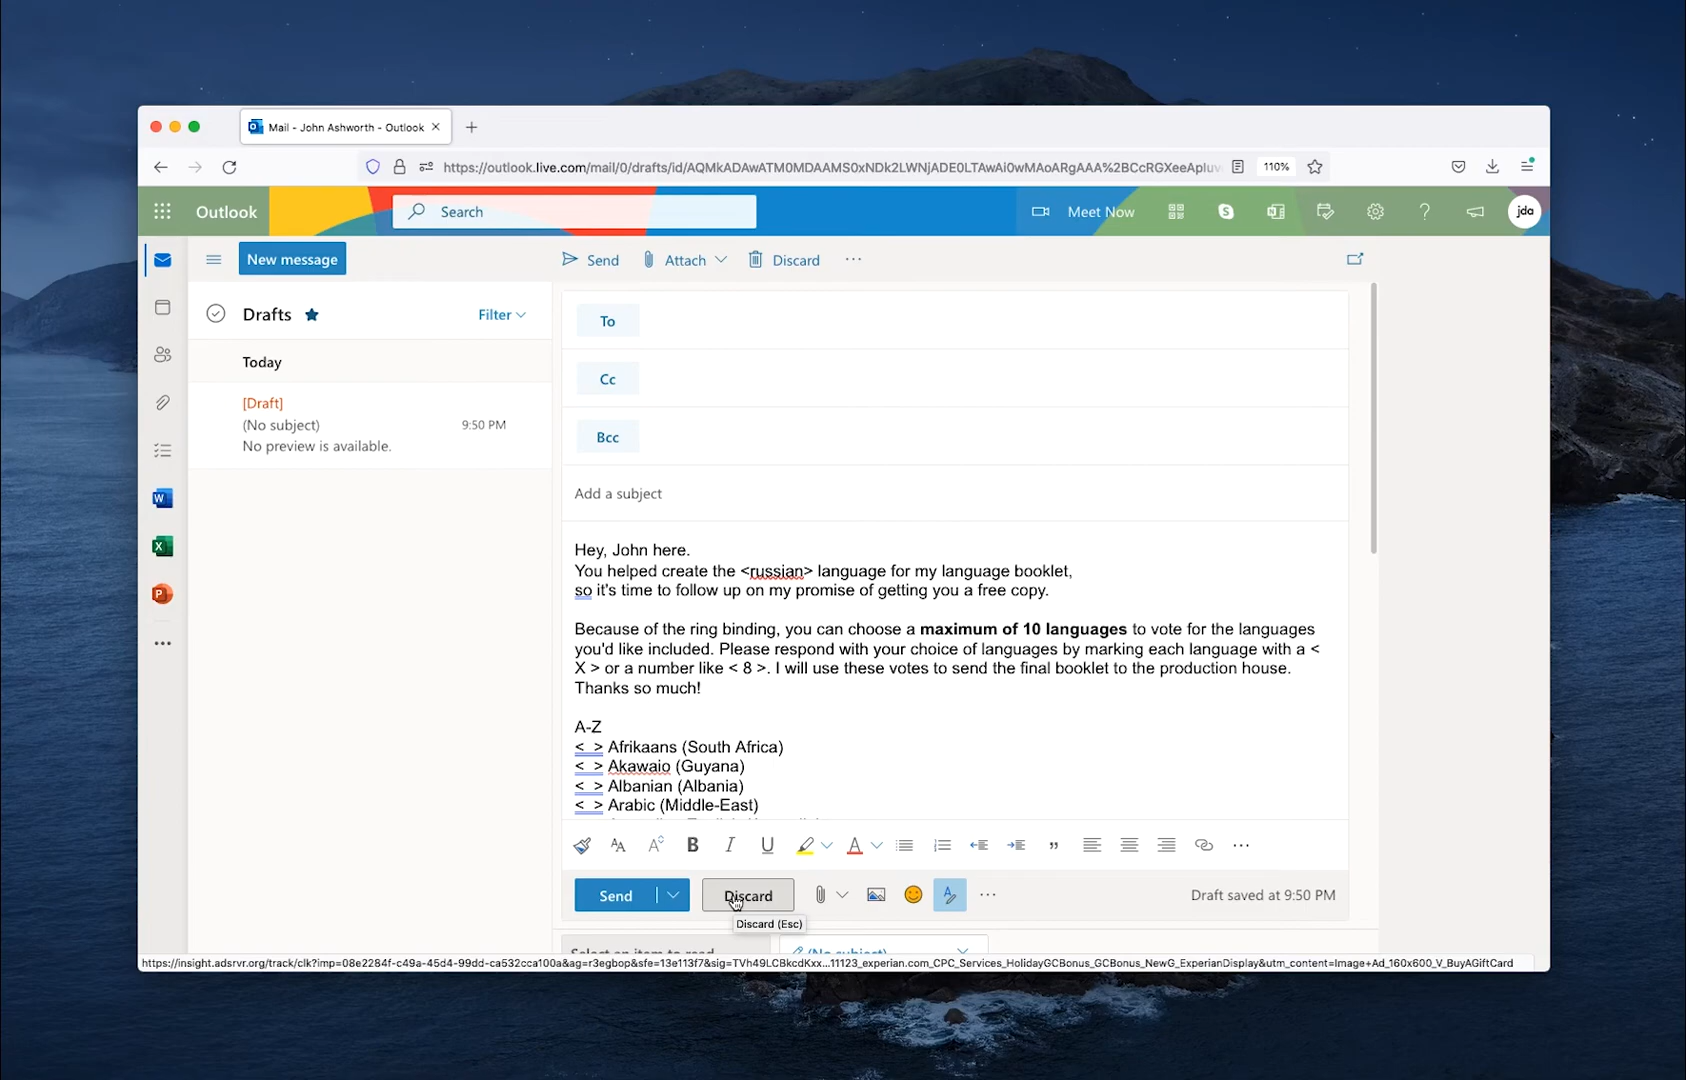 Mail - John Ashworth - Outlook
https://outlook.live.com/mail/0/drafts/id/AQMkADAwATM0MDAAMS0xNDk2LWNjADE0LTAwAi0wMAoARgAAA%2BCcRGXeeApluv
110%
Outlook
Search
Meet Now
jda
New message
Send
Attach
Discard
Drafts
Filter
To
Today
Cc
[Draft]
(No subject)
9:50 PM
No preview is available.
Bcc
Add a subject
Hey, John here.
You helped create the <russian> language for my language booklet,
so it's time to follow up on my promise of getting you a free copy.
Because of the ring binding, you can choose a maximum of 10 languages to vote for the languages
you'd like included. Please respond with your choice of languages by marking each language with a <
X > or a number like < 8 >. I will use these votes to send the final booklet to the production house.
Thanks so much!
A-Z
< > Afrikaans (South Africa)
< > Akawaio (Guyana)
< > Albanian (Albania)
< > Arabic (Middle-East)
Send
Discard
Draft saved at 9:50 PM
Discard (Esc)
Select an item to read
(No subject)
https://insight.adsrvr.org/track/clk?imp=08e2284f-c49a-45d4-99dd-ca532cca100a&ag=r3egbop&sfe=13e113f7&sig=TVh49LCBkcdKxx...11123_experian.com_CPC_Services_HolidayGCBonus_GCBonus_NewG_ExperianDisplay&utm_content=Image+Ad_160x600_V_BuyAGiftCard